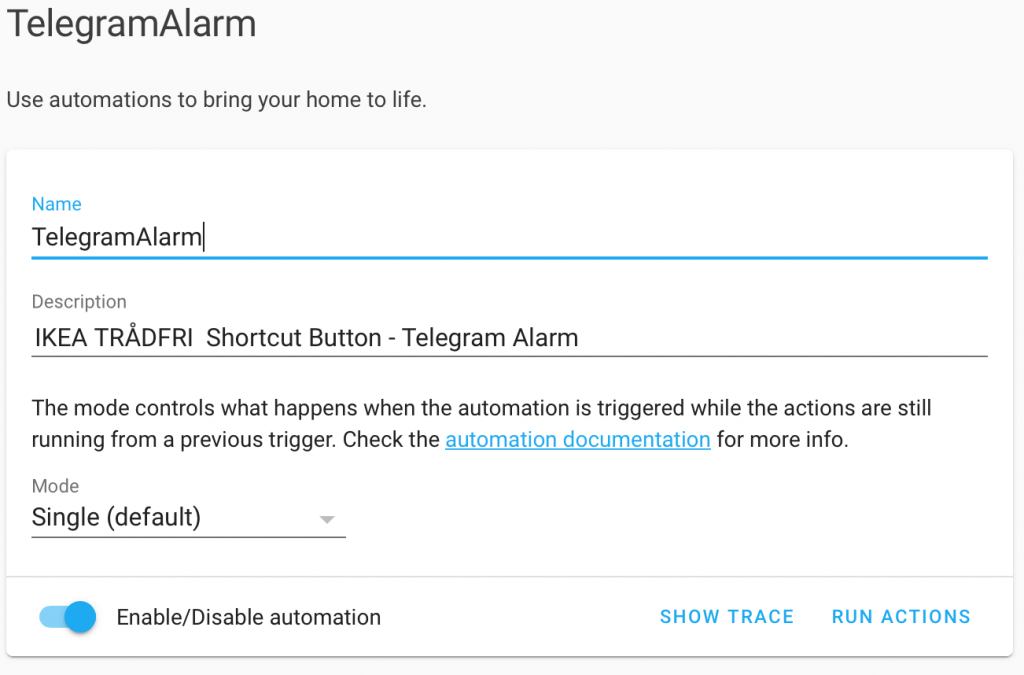 TelegramAlarm
Use automations to bring your home to life.
Name
TelegramAlarm
Description
IKEA TRÅDFRI  Shortcut Button - Telegram Alarm
The mode controls what happens when the automation is triggered while the actions are still
running from a previous trigger. Check the automation documentation for more info.
Mode
Single (default)
Enable/Disable automation SHOW TRACE RUN ACTIONS